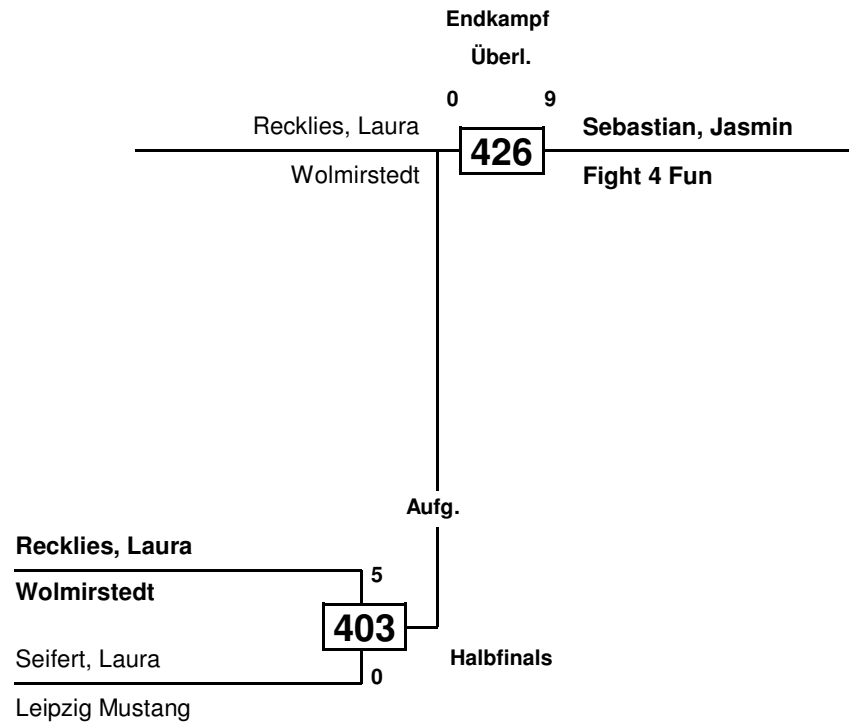 Endkampf
Überl.
0 9
Recklies, Laura
Wolmirstedt
426
Sebastian, Jasmin
Fight 4 Fun
Aufg.
Recklies, Laura
Wolmirstedt
5
403
Seifert, Laura
Leipzig Mustang
0
Halbfinals